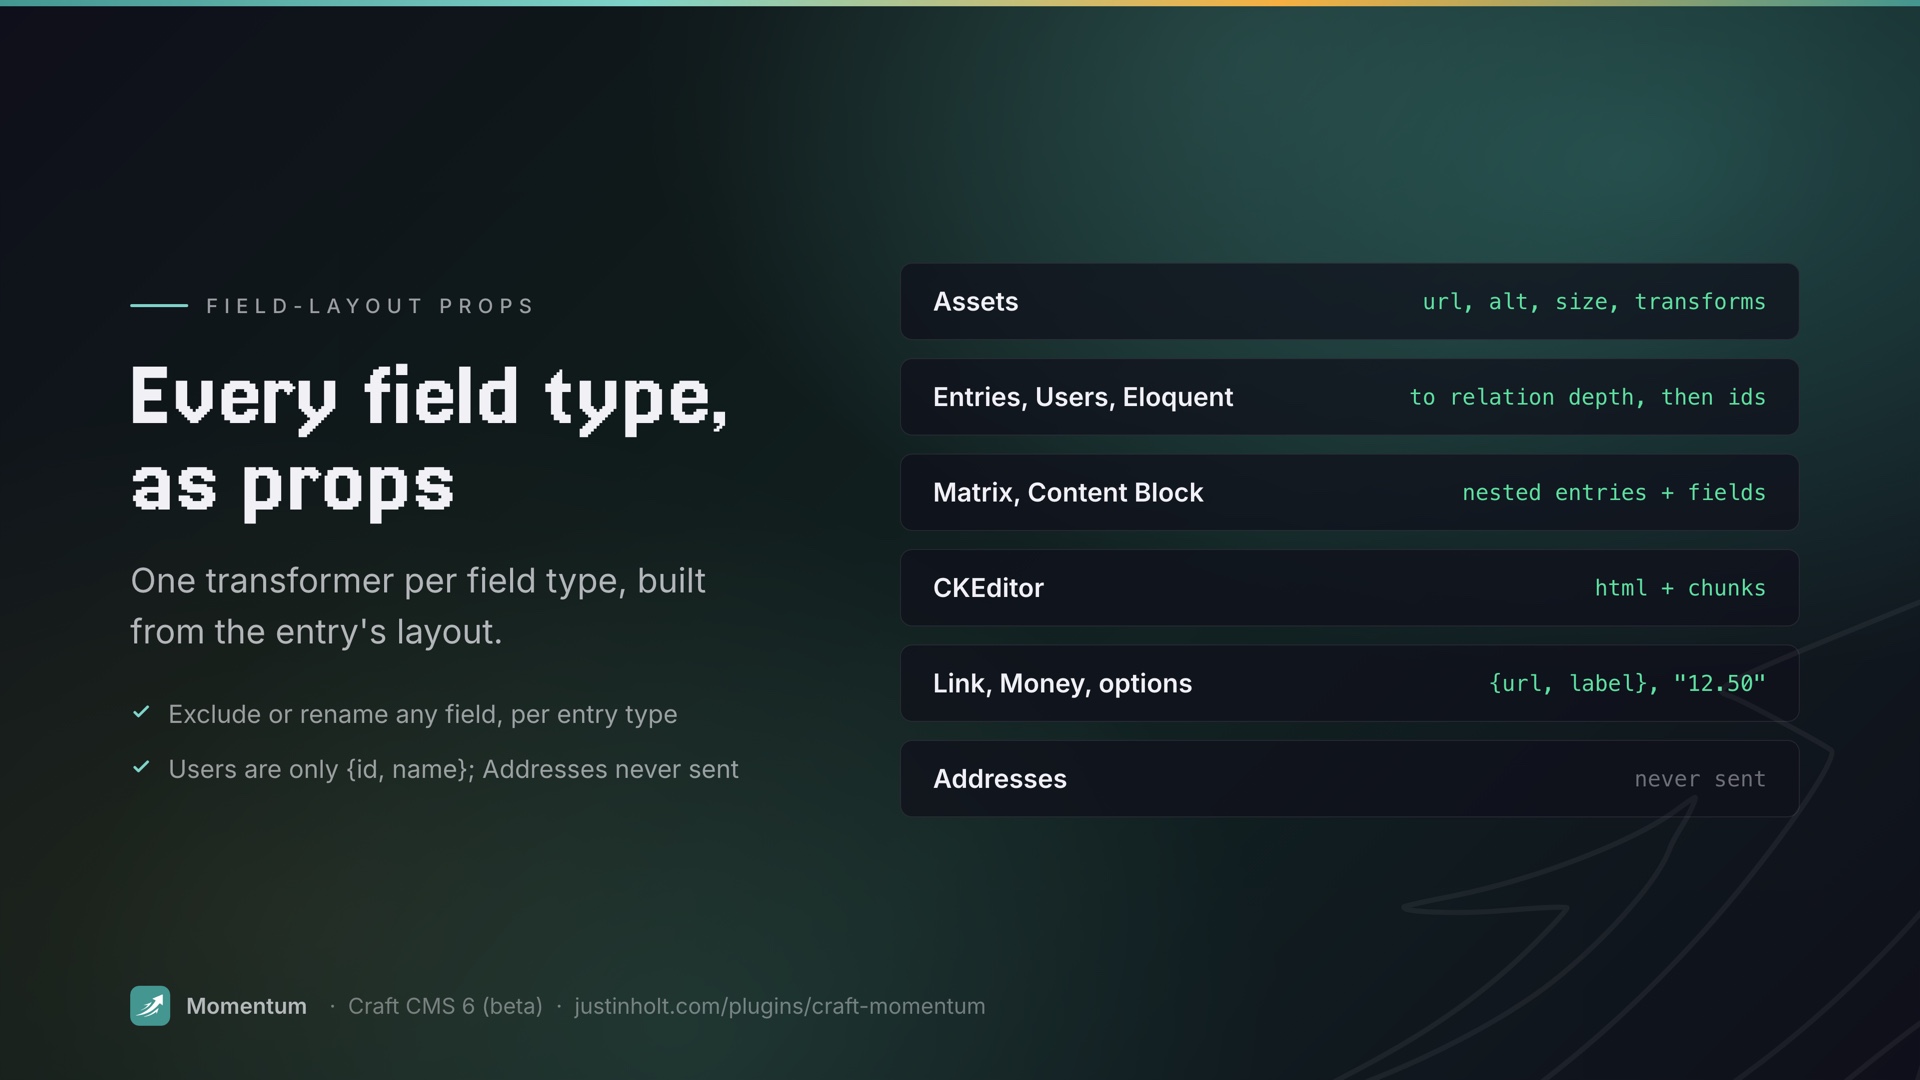 FIELD-LAYOUT PROPS
Every field type,
as props
One transformer per field type, built
from the entry's layout.
Exclude or rename any field, per entry type
Users are only {id, name}; Addresses never sent
Assets url, alt, size, transforms
Entries, Users, Eloquent to relation depth, then ids
Matrix, Content Block nested entries + fields
CKEditor html + chunks
Link, Money, options {url, label}, "12.50"
Addresses never sent
Momentum · Craft CMS 6 (beta) · justinholt.com/plugins/craft-momentum